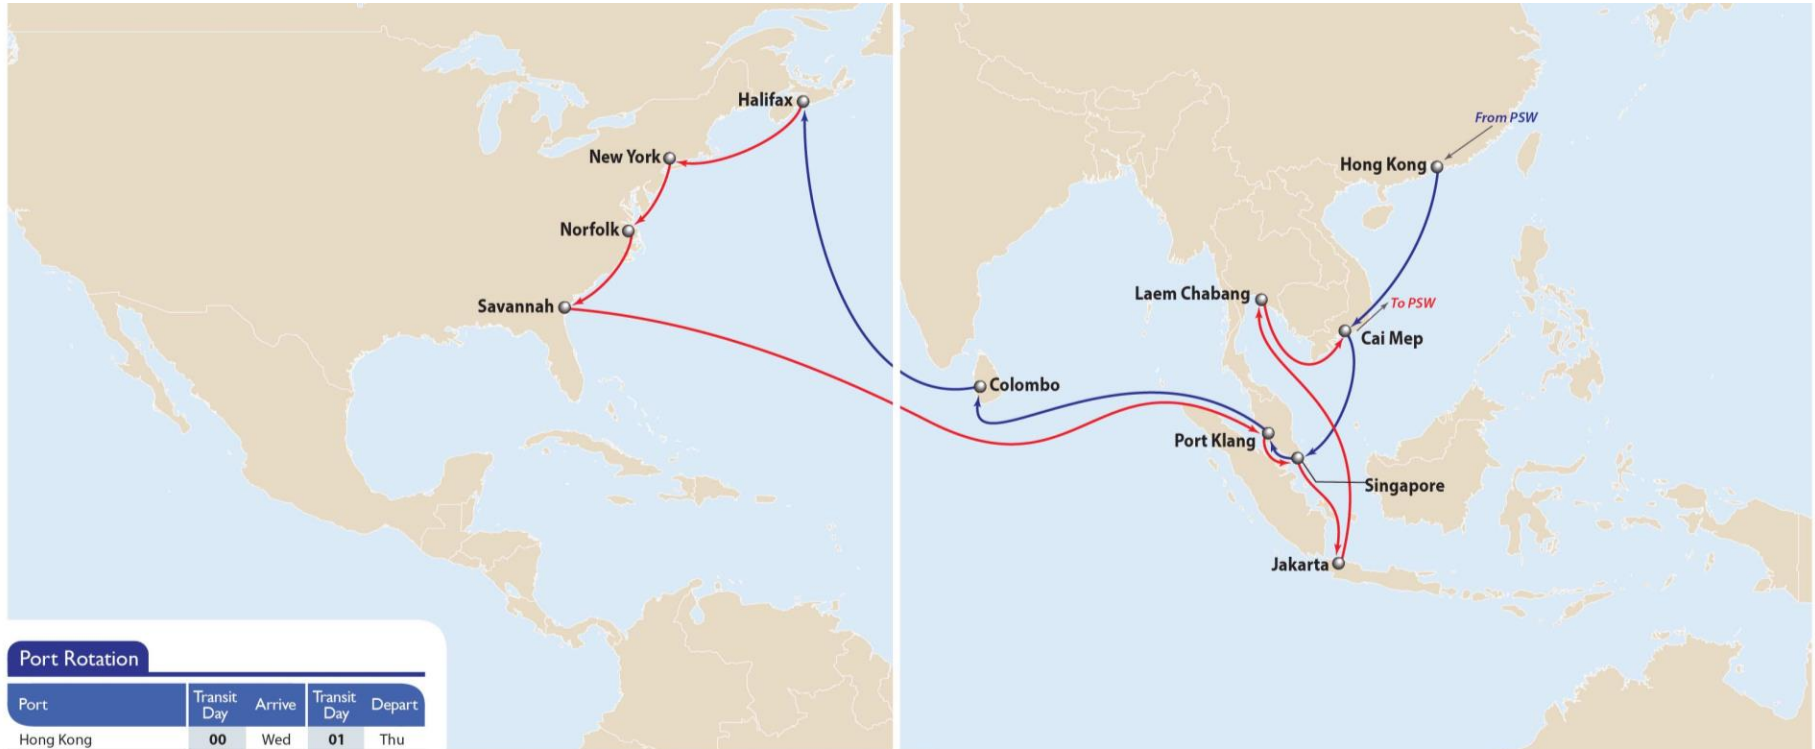 Halifax
New York
Norfolk
Savannah
From PSW
Hong Kong
Laem Chabang
To PSW
Cai Mep
Colombo
Port Klang
Singapore
Jakarta
Port Rotation
Port Transit Day Arrive Transit Day Depart
Hong Kong 00 Wed 01 Thu